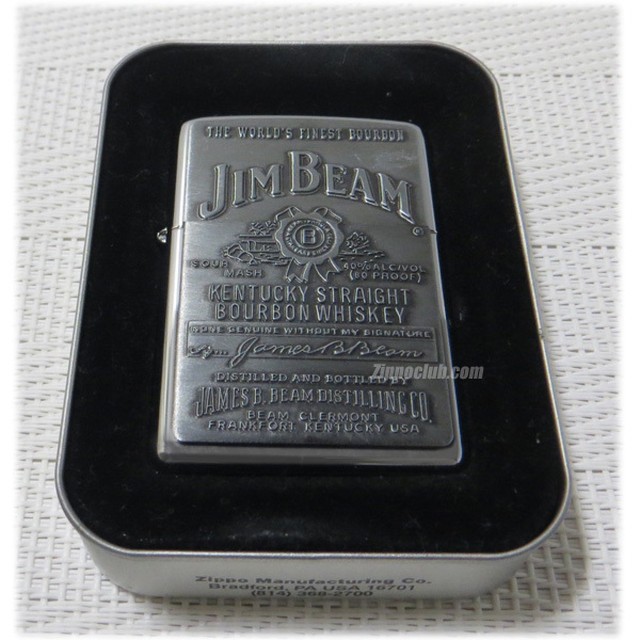 THE WORLD'S FINEST BOURBON
JIM BEAM
®
B
SOUR MASH
40% ALC/VOL (80 PROOF)
KENTUCKY STRAIGHT
BOURBON WHISKEY
NONE GENUINE WITHOUT MY SIGNATURE
James B. Beam
DISTILLED AND BOTTLED BY
JAMES B. BEAM DISTILLING CO.
BEAM CLERMONT
FRANKFORT KENTUCKY USA
Zippoclub.com
Zippo Manufacturing Co.
Bradford, PA USA 16701
(814) 368-2700